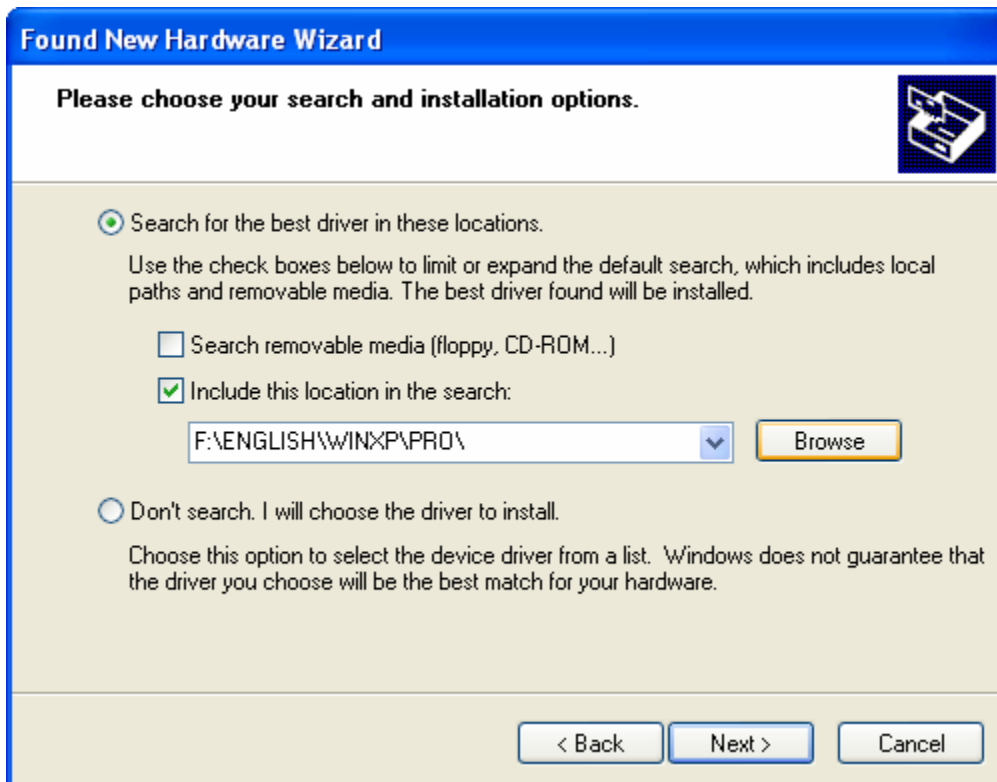 Found New Hardware Wizard
Please choose your search and installation options.
Search for the best driver in these locations.
Use the check boxes below to limit or expand the default search, which includes local
paths and removable media. The best driver found will be installed.
Search removable media (floppy, CD-ROM...)
Include this location in the search:
F:\ENGLISH\WINXP\PRO\
Browse
Don't search. I will choose the driver to install.
Choose this option to select the device driver from a list.  Windows does not guarantee that
the driver you choose will be the best match for your hardware.
< Back
Next >
Cancel